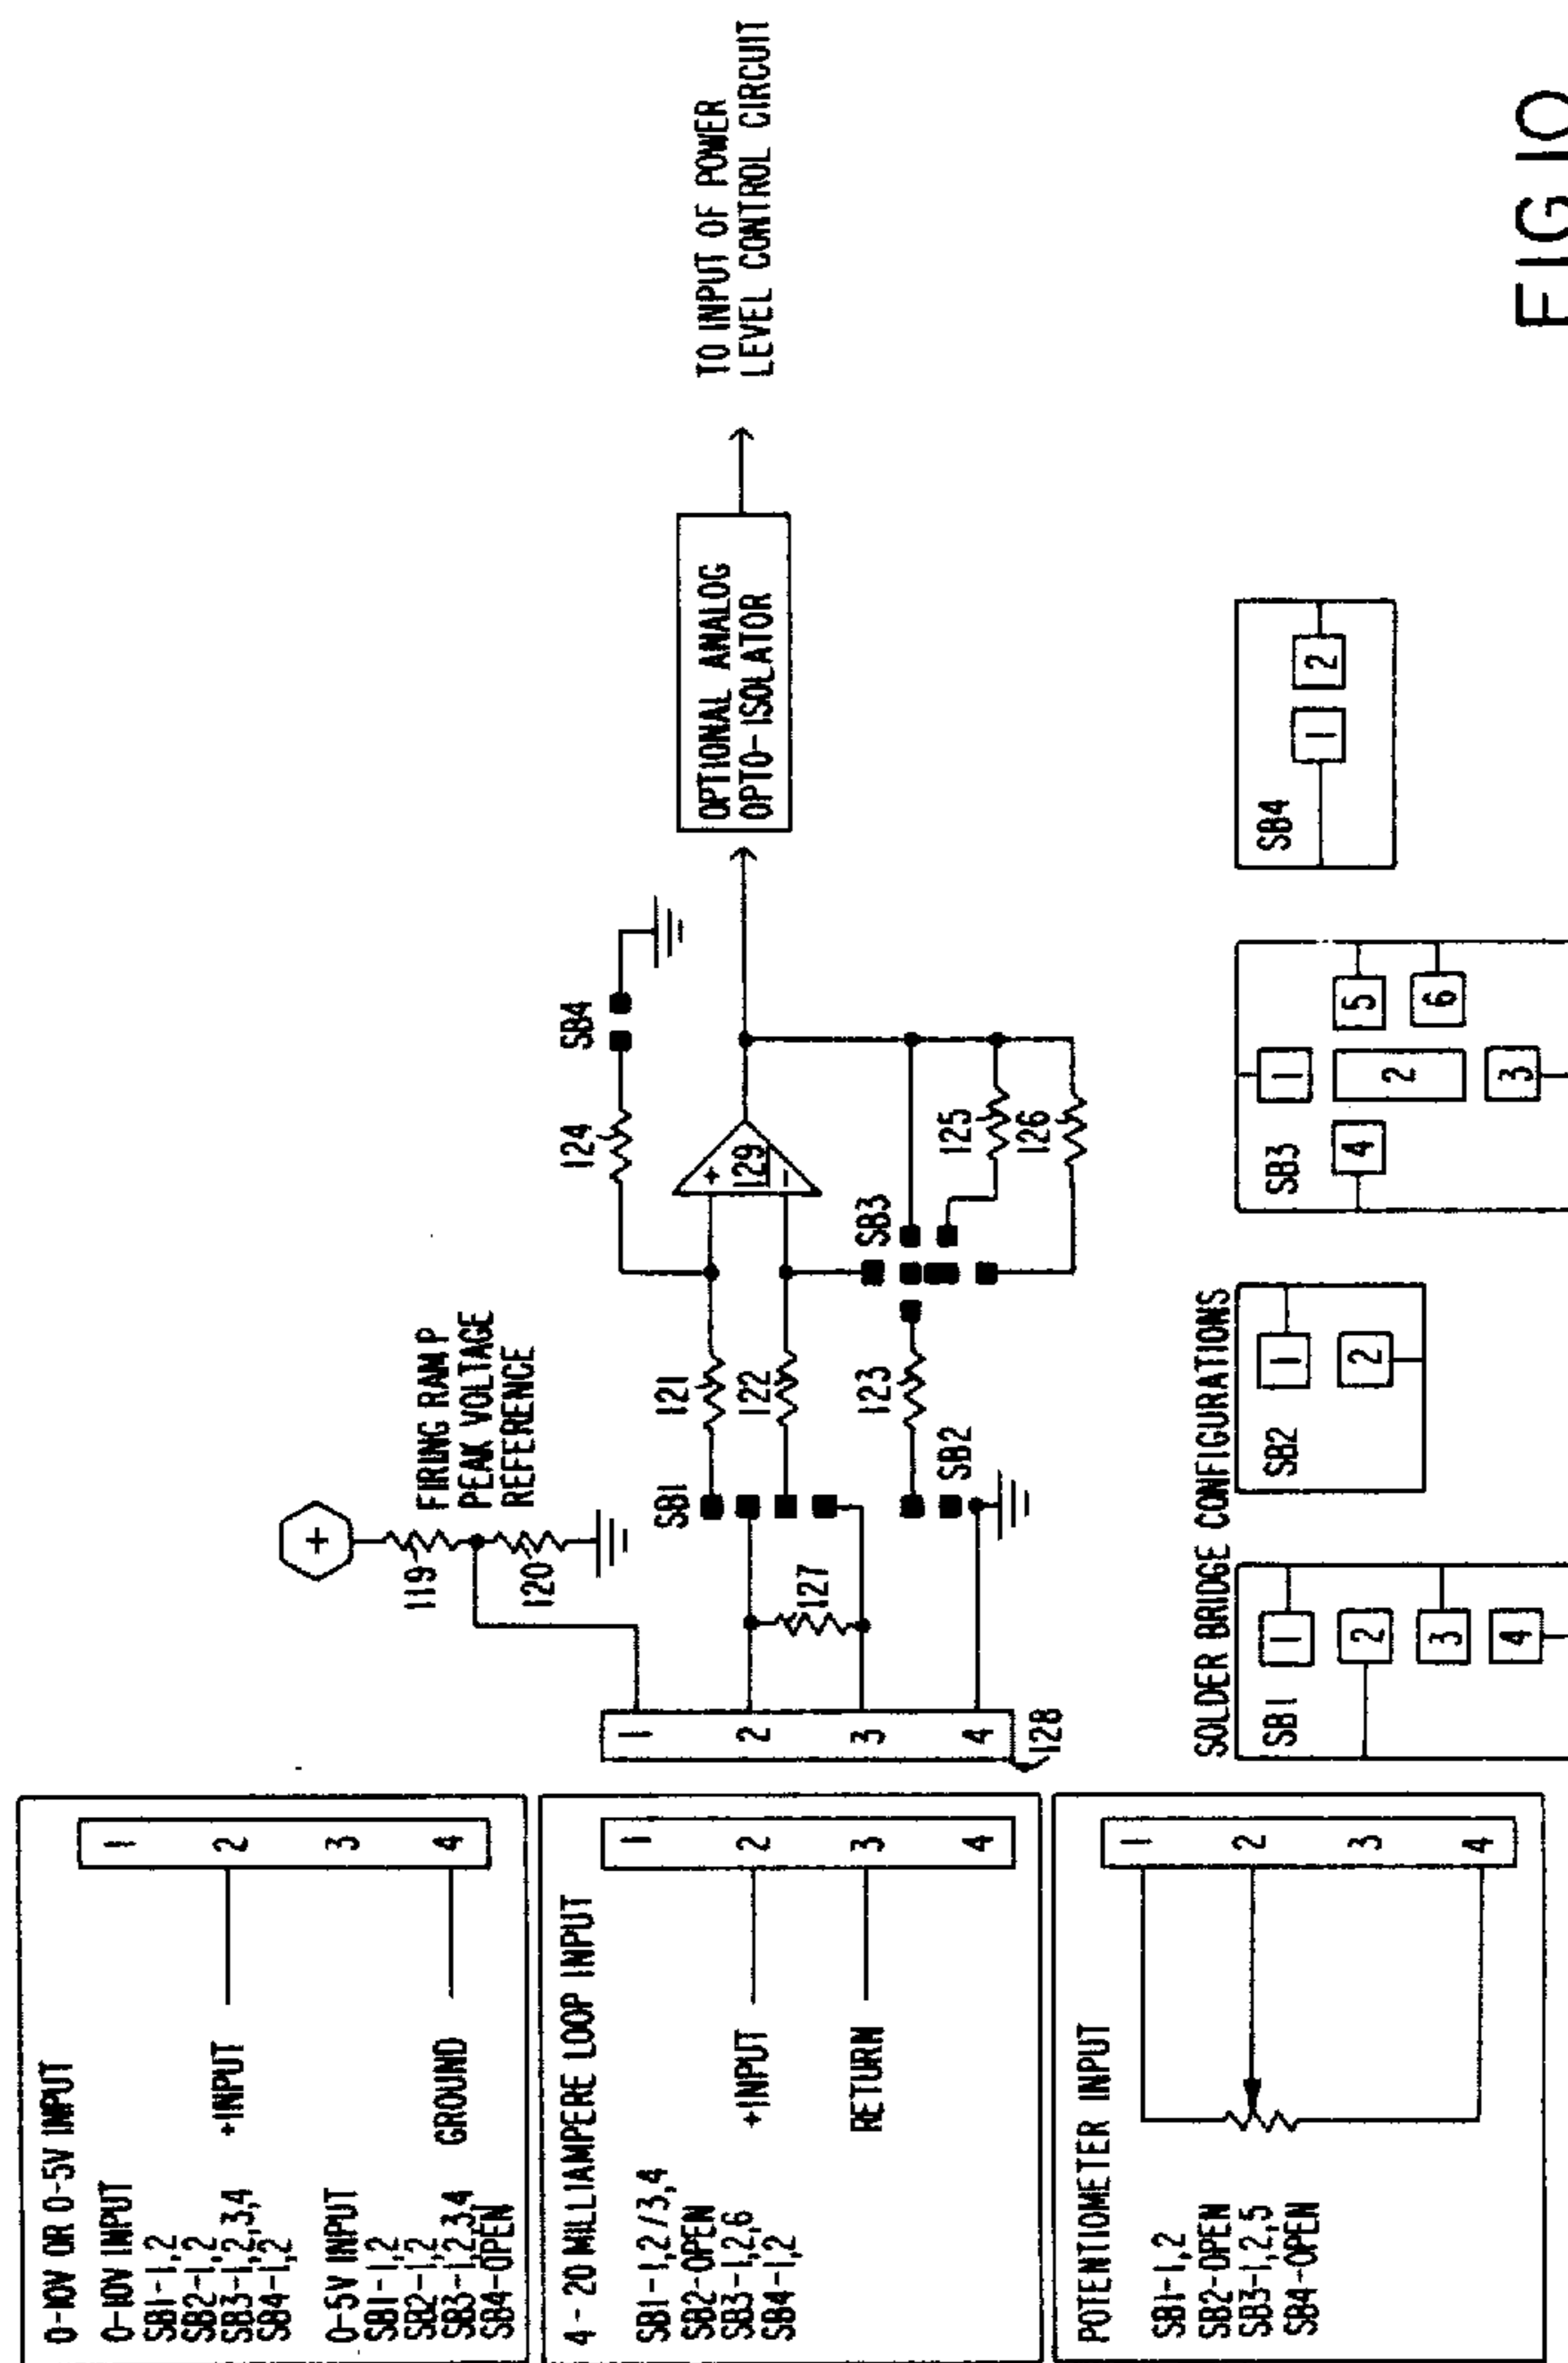 0-10V OR 0-5V INPUT
0-10V INPUT
SB1-1,2
SB2-1,2
SB3-1,2,3,4
SB4-1,2
+INPUT
0-5V INPUT
SB1-1,2
SB2-1,2
SB3-1,2,3,4
SB4-OPEN
GROUND
1
2
3
4
4-20 MILLIAMPERE LOOP INPUT
SB1-1,2/3,4
SB2-OPEN
SB3-1,2,6
SB4-1,2
+INPUT
RETURN
1
2
3
4
POTENTIOMETER INPUT
SB1-1,2
SB2-OPEN
SB3-1,2,5
SB4-OPEN
1
2
3
4
+
119
120
FIRING RAMP
PEAK VOLTAGE
REFERENCE
1
2
3
4
128
127
SB1
121
122
123
SB2
124
SB4
+
129
-
SB3
125
126
OPTIONAL ANALOG
OPTO-ISOLATOR
TO INPUT OF POWER
LEVEL CONTROL CIRCUIT
SOLDER BRIDGE CONFIGURATIONS
SB1
1
2
3
4
SB2
1
2
SB3
1
2
3
4
5
6
SB4
1
2
FIG 10